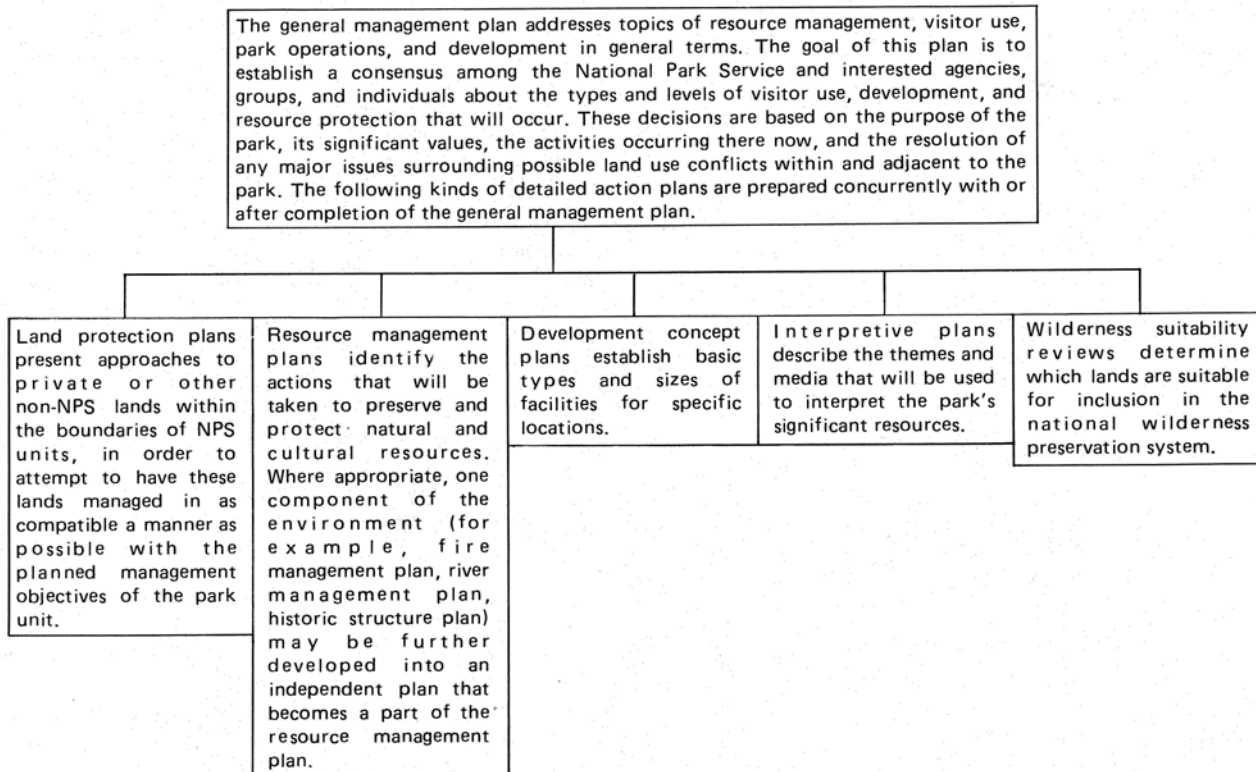 The general management plan addresses topics of resource management, visitor use,
park operations, and development in general terms. The goal of this plan is to
establish a consensus among the National Park Service and interested agencies,
groups, and individuals about the types and levels of visitor use, development, and
resource protection that will occur. These decisions are based on the purpose of the
park, its significant values, the activities occurring there now, and the resolution of
any major issues surrounding possible land use conflicts within and adjacent to the
park. The following kinds of detailed action plans are prepared concurrently with or
after completion of the general management plan.
Land protection plans
present approaches to
private or other
non-NPS lands within
the boundaries of NPS
units, in order to
attempt to have these
lands managed in as
compatible a manner as
possible with the
planned management
objectives of the park
unit.
Resource management
plans identify the
actions that will be
taken to preserve and
protect natural and
cultural resources.
Where appropriate, one
component of the
environment (for
example, fire
management plan, river
management plan,
historic structure plan)
may be further
developed into an
independent plan that
becomes a part of the
resource management
plan.
Development concept
plans establish basic
types and sizes of
facilities for specific
locations.
Interpretive plans
describe the themes and
media that will be used
to interpret the park's
significant resources.
Wilderness suitability
reviews determine
which lands are suitable
for inclusion in the
national wilderness
preservation system.